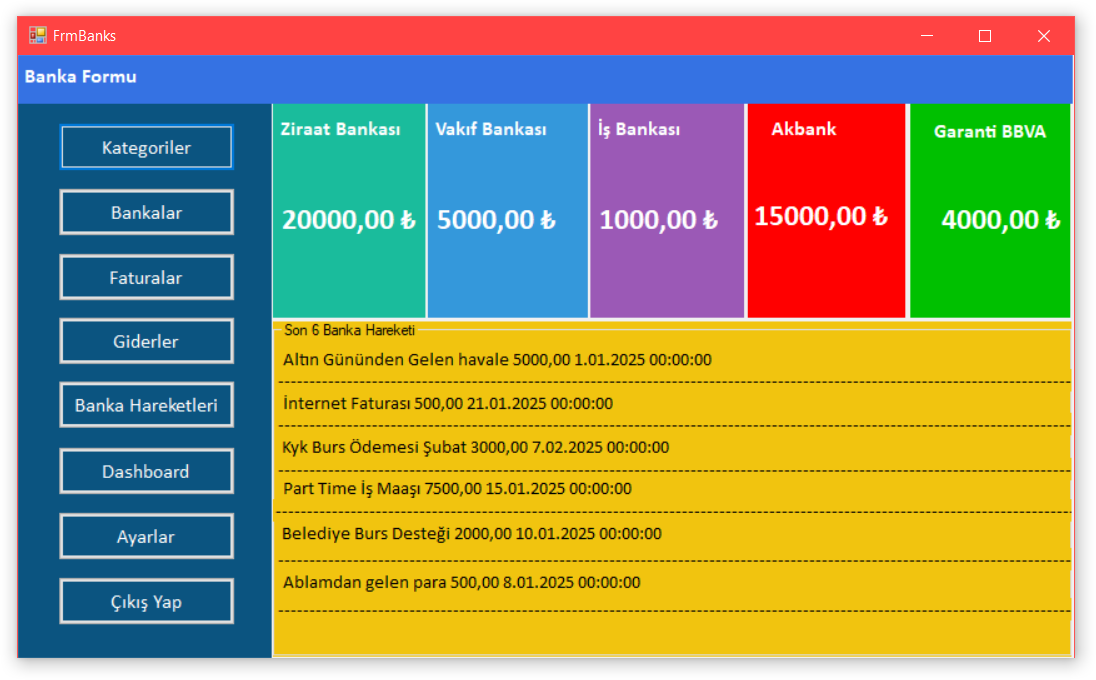 FrmBanks
Banka Formu
Kategoriler
Bankalar
Faturalar
Giderler
Banka Hareketleri
Dashboard
Ayarlar
Çıkış Yap
Ziraat Bankası
20000,00 ₺
Vakıf Bankası
5000,00 ₺
İş Bankası
1000,00 ₺
Akbank
15000,00 ₺
Garanti BBVA
4000,00 ₺
Son 6 Banka Hareketi
Altın Gününden Gelen havale 5000,00 1.01.2025 00:00:00
İnternet Faturası 500,00 21.01.2025 00:00:00
Kyk Burs Ödemesi Şubat 3000,00 7.02.2025 00:00:00
Part Time İş Maaşı 7500,00 15.01.2025 00:00:00
Belediye Burs Desteği 2000,00 10.01.2025 00:00:00
Ablamdan gelen para 500,00 8.01.2025 00:00:00